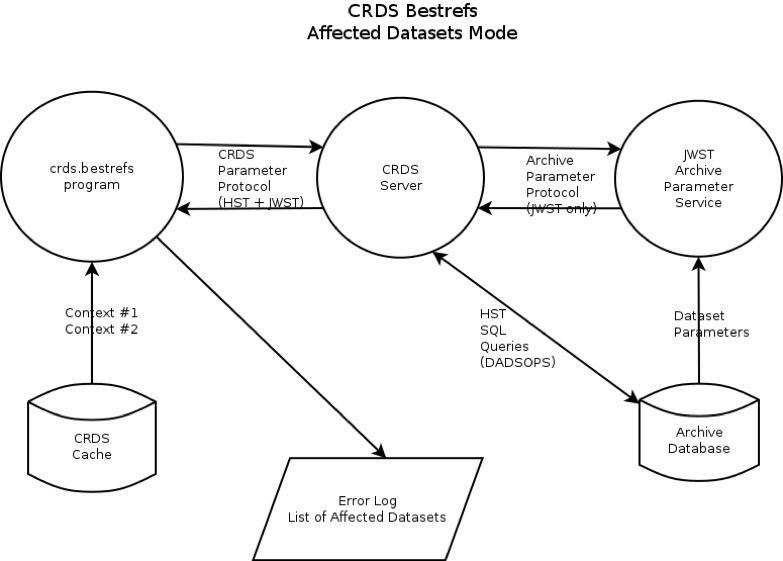 CRDS Bestrefs
Affected Datasets Mode
crds.bestrefs
program
CRDS
Parameter
Protocol
(HST + JWST)
CRDS
Server
Archive
Parameter
Protocol
(JWST only)
JWST
Archive
Parameter
Service
Context #1
Context #2
HST
SQL
Queries
(DADSOPS)
Dataset
Parameters
CRDS
Cache
Archive
Database
Error Log
List of Affected Datasets